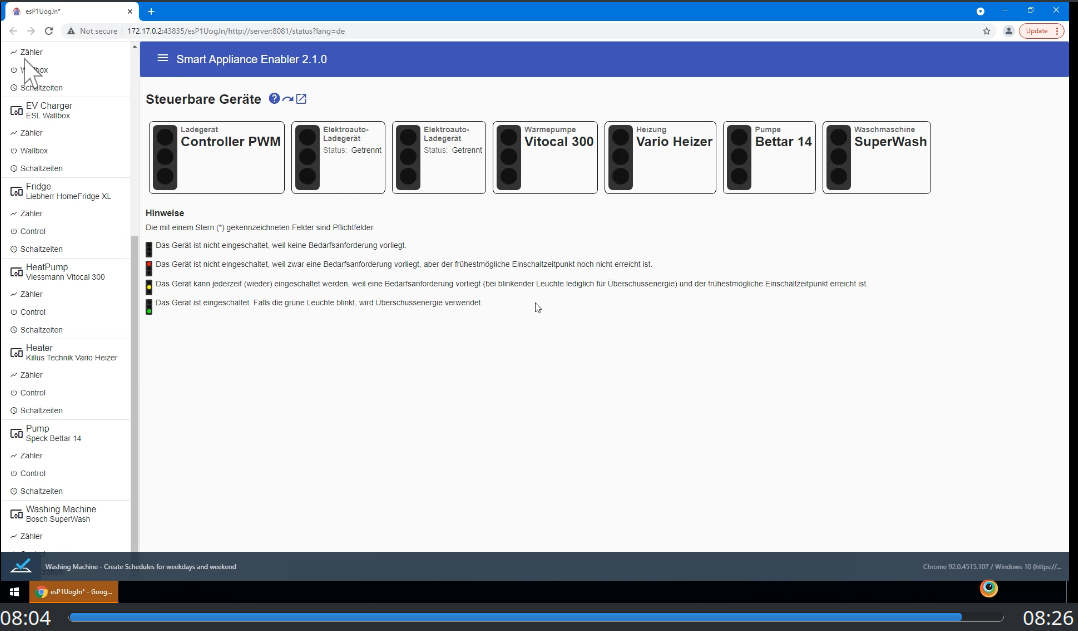 esP1Uogln*
Not secure
172.17.0.2:43835/esP1Uogln/http://server:8081/status?lang=de
Update
Zähler
Schaltzeiten
EV Charger
ESL Wallbox
Zähler
Wallbox
Schaltzeiten
Fridge
Liebherr HomeFridge XL
Zähler
Control
Schaltzeiten
HeatPump
Viessmann Vitocal 300
Zähler
Control
Schaltzeiten
Heater
Killus Technik Vario Heizer
Zähler
Control
Schaltzeiten
Pump
Speck Bettar 14
Zähler
Control
Schaltzeiten
Washing Machine
Bosch SuperWash
Zähler
Smart Appliance Enabler 2.1.0
Steuerbare Geräte
Ladegerät
Controller PWM
Elektroauto-
Ladegerät
Status: Getrennt
Elektroauto-
Ladegerät
Status: Getrennt
Wärmepumpe
Vitocal 300
Heizung
Vario Heizer
Pumpe
Bettar 14
Waschmaschine
SuperWash
Hinweise
Die mit einem Stern (*) gekennzeichneten Felder sind Pflichtfelder.
Das Gerät ist nicht eingeschaltet, weil keine Bedarfsanforderung vorliegt.
Das Gerät ist nicht eingeschaltet, weil zwar eine Bedarfsanforderung vorliegt, aber der frühestmögliche Einschaltzeitpunkt noch nicht erreicht ist.
Das Gerät kann jederzeit (wieder) eingeschaltet werden, weil eine Bedarfsanforderung vorliegt (bei blinkender Leuchte lediglich für Überschussenergie) und der frühestmögliche Einschaltzeitpunkt erreicht ist.
Das Gerät ist eingeschaltet. Falls die grüne Leuchte blinkt, wird Überschussenergie verwendet.
Washing Machine - Create Schedules for weekdays and weekend
Chrome 92.0.4515.107 / Windows 10 (https://...
esP1Uogln* - Goog...
08:04
08:26